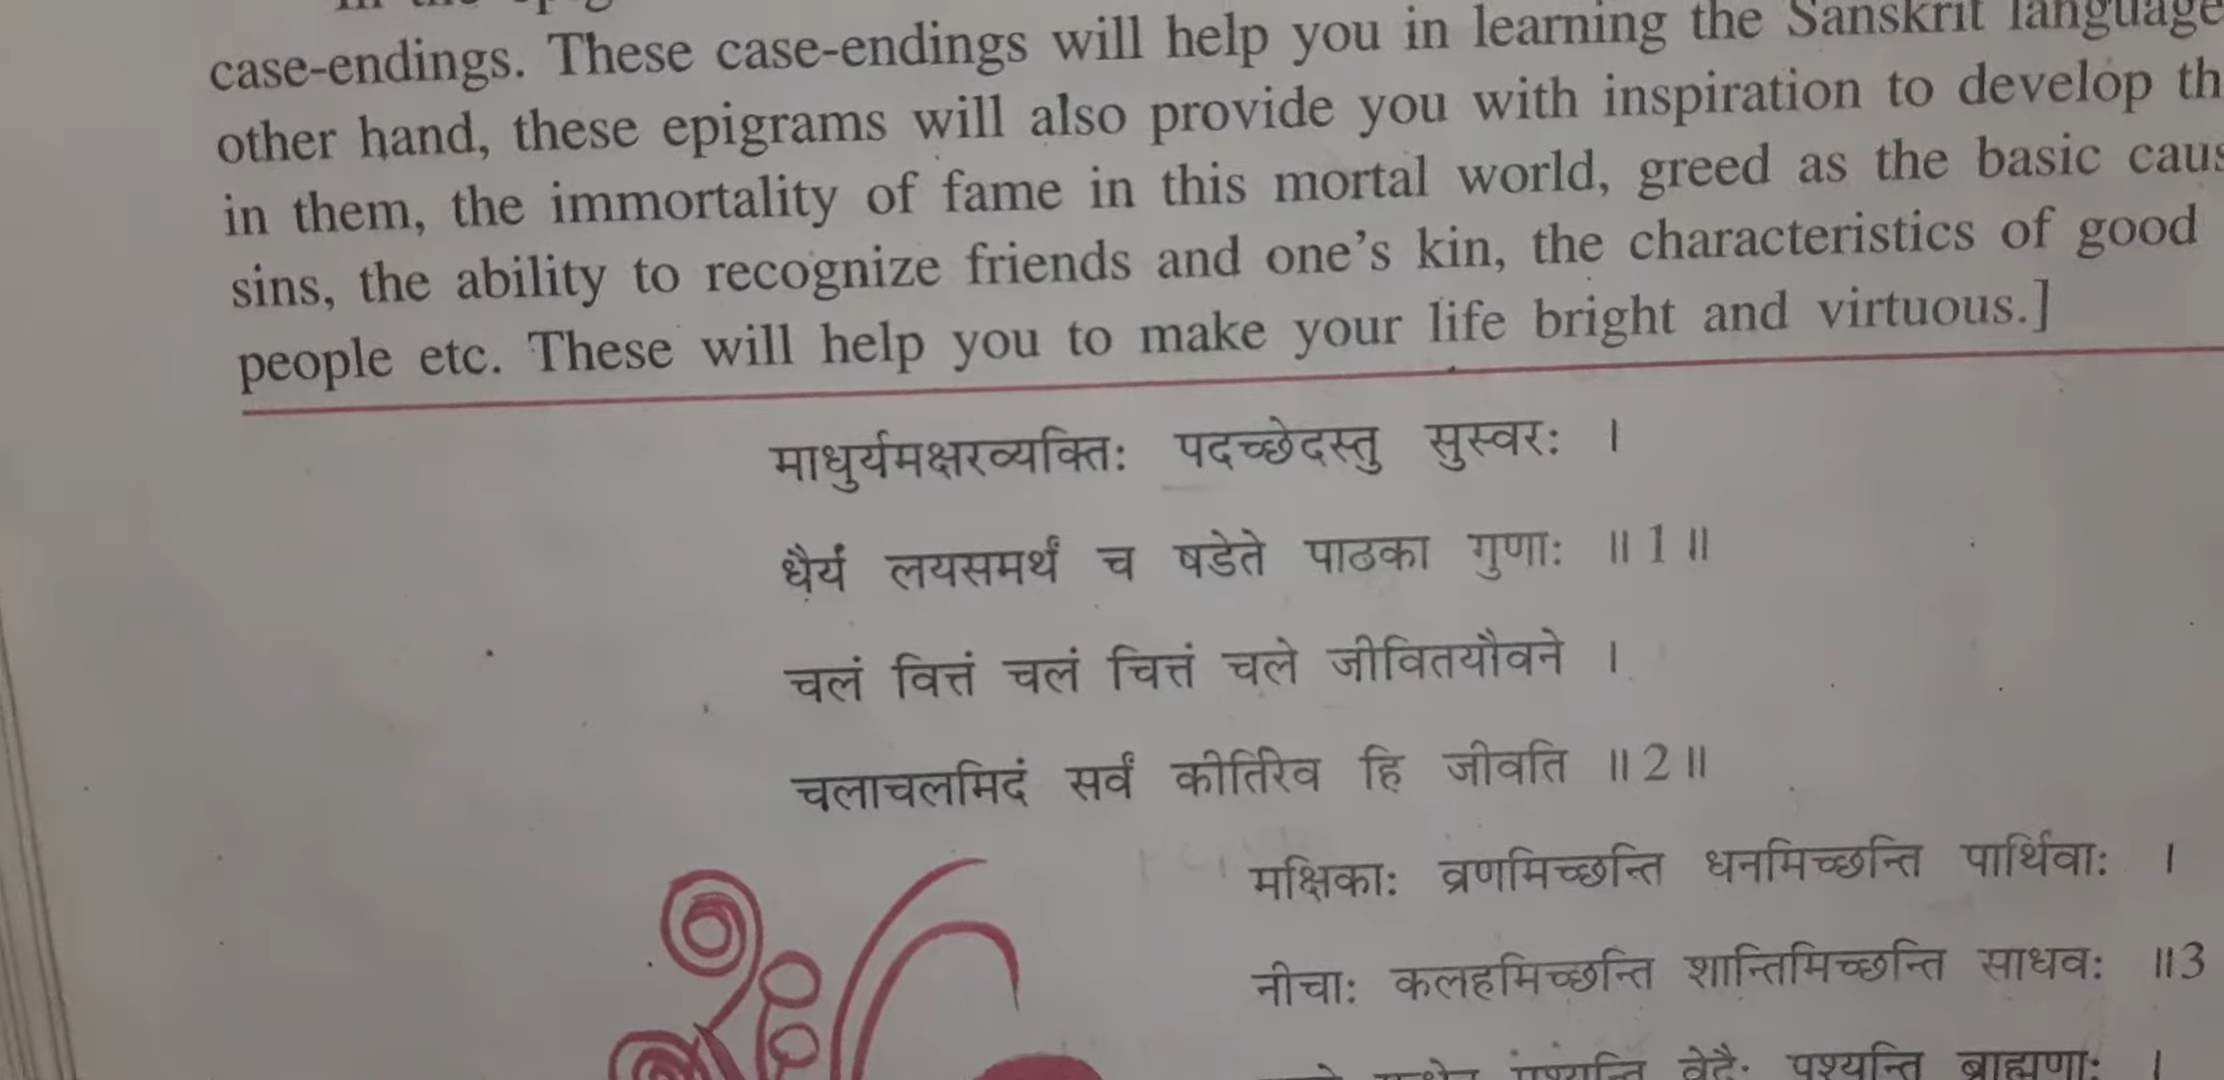 case-endings. These case-endings will help you in learning the Sanskrit language
other hand, these epigrams will also provide you with inspiration to develop th
in them, the immortality of fame in this mortal world, greed as the basic caus
sins, the ability to recognize friends and one's kin, the characteristics of good
people etc. These will help you to make your life bright and virtuous.]
माधुर्यमक्षरव्यक्तिः पदच्छेदस्तु सुस्वरः ।
धैर्यं लयसमर्थं च षडेते पाठका गुणाः ॥1॥
चलं वित्तं चलं चित्तं चले जीवितयौवने ।
चलाचलमिदं सर्वं कीर्तिरेव हि जीवति ॥2॥
मक्षिकाः व्रणमिच्छन्ति धनमिच्छन्ति पार्थिवाः ।
नीचाः कलहमिच्छन्ति शान्तिमिच्छन्ति साधवः ॥3
वेदैः पश्यन्ति ब्राह्मणाः ।